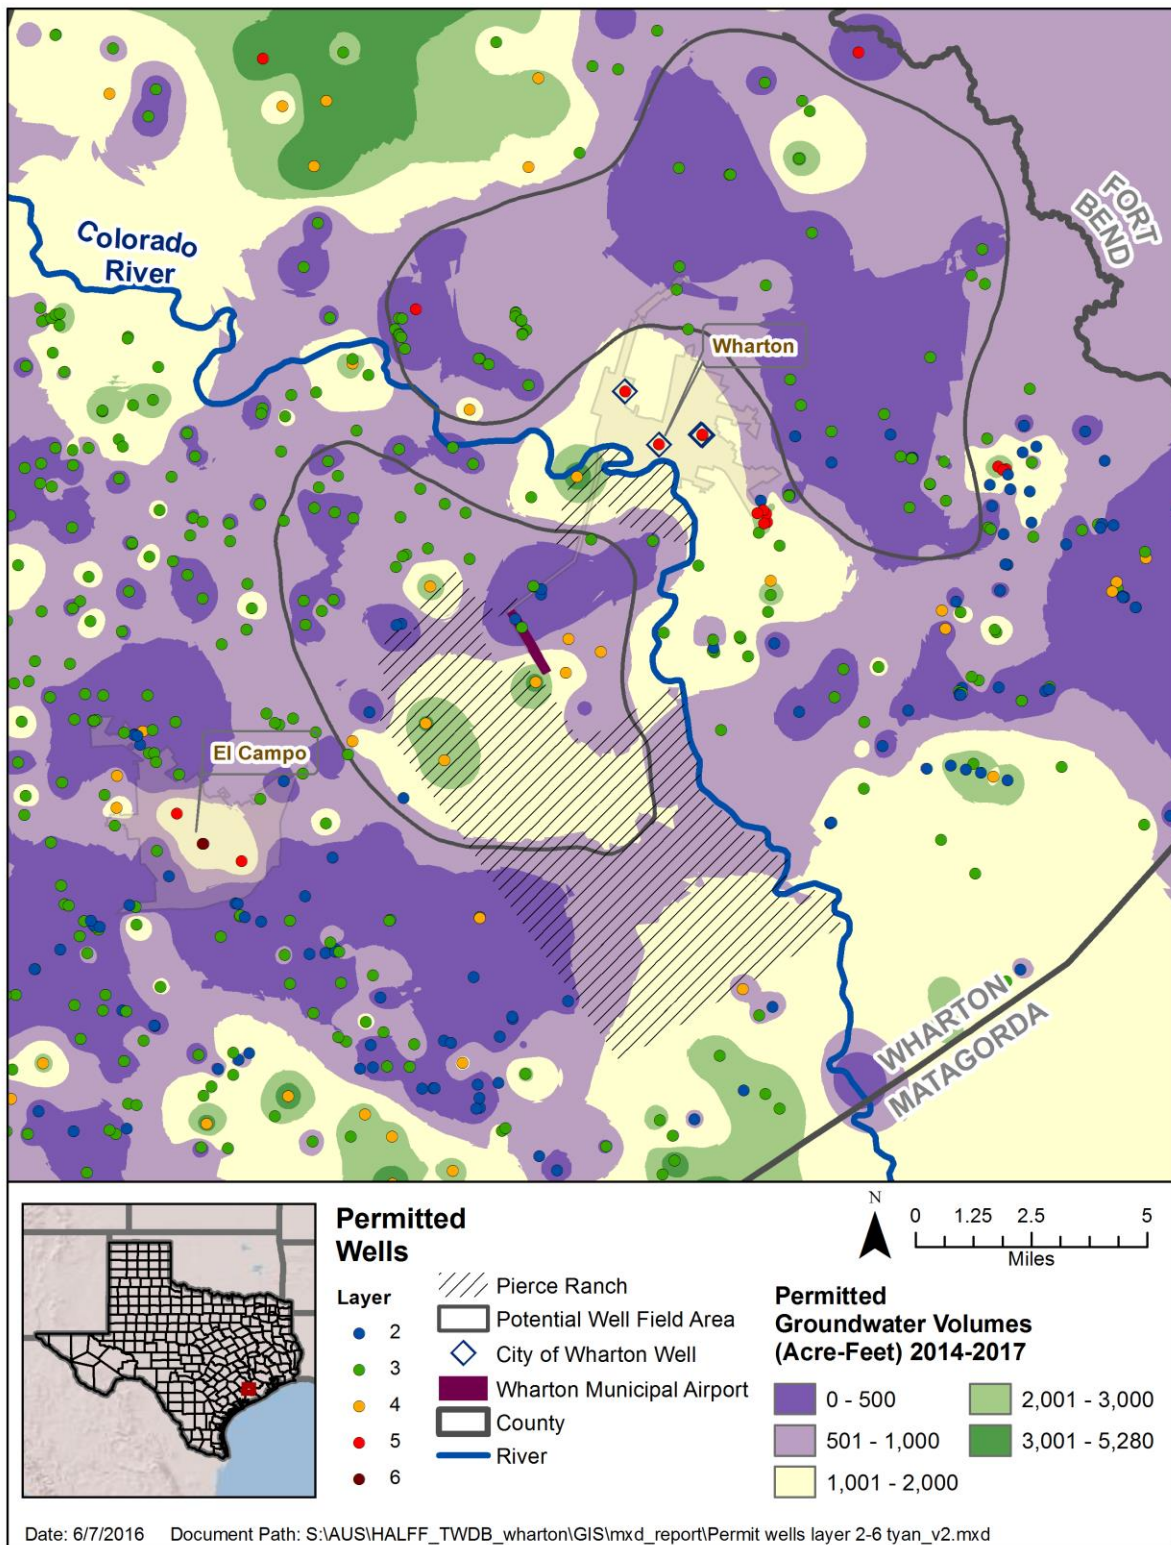 Colorado
River
FORT
BEND
Wharton
El Campo
WHARTON
MATAGORDA
Permitted
Wells
Layer
2
3
4
5
6
Pierce Ranch
Potential Well Field Area
City of Wharton Well
Wharton Municipal Airport
County
River
N
0 1.25 2.5 5
Miles
Permitted
Groundwater Volumes
(Acre-Feet) 2014-2017
0 - 500
501 - 1,000
1,001 - 2,000
2,001 - 3,000
3,001 - 5,280
Date: 6/7/2016 Document Path: S:\AUS\HALFF_TWDB_wharton\GIS\mxd_report\Permit wells layer 2-6 tyan_v2.mxd